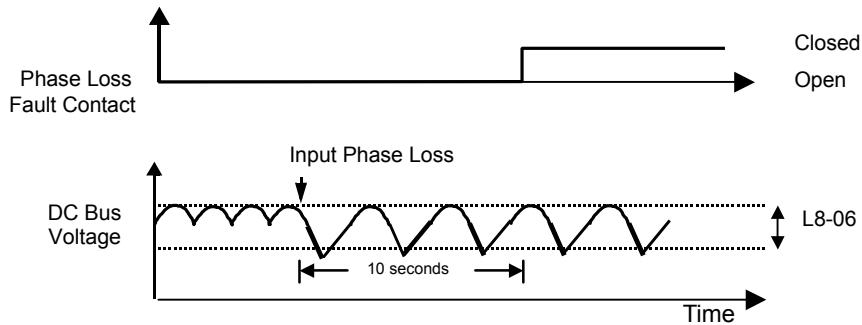 Closed
Phase Loss
Fault Contact
Open
Input Phase Loss
DC Bus
Voltage
L8-06
10 seconds
Time